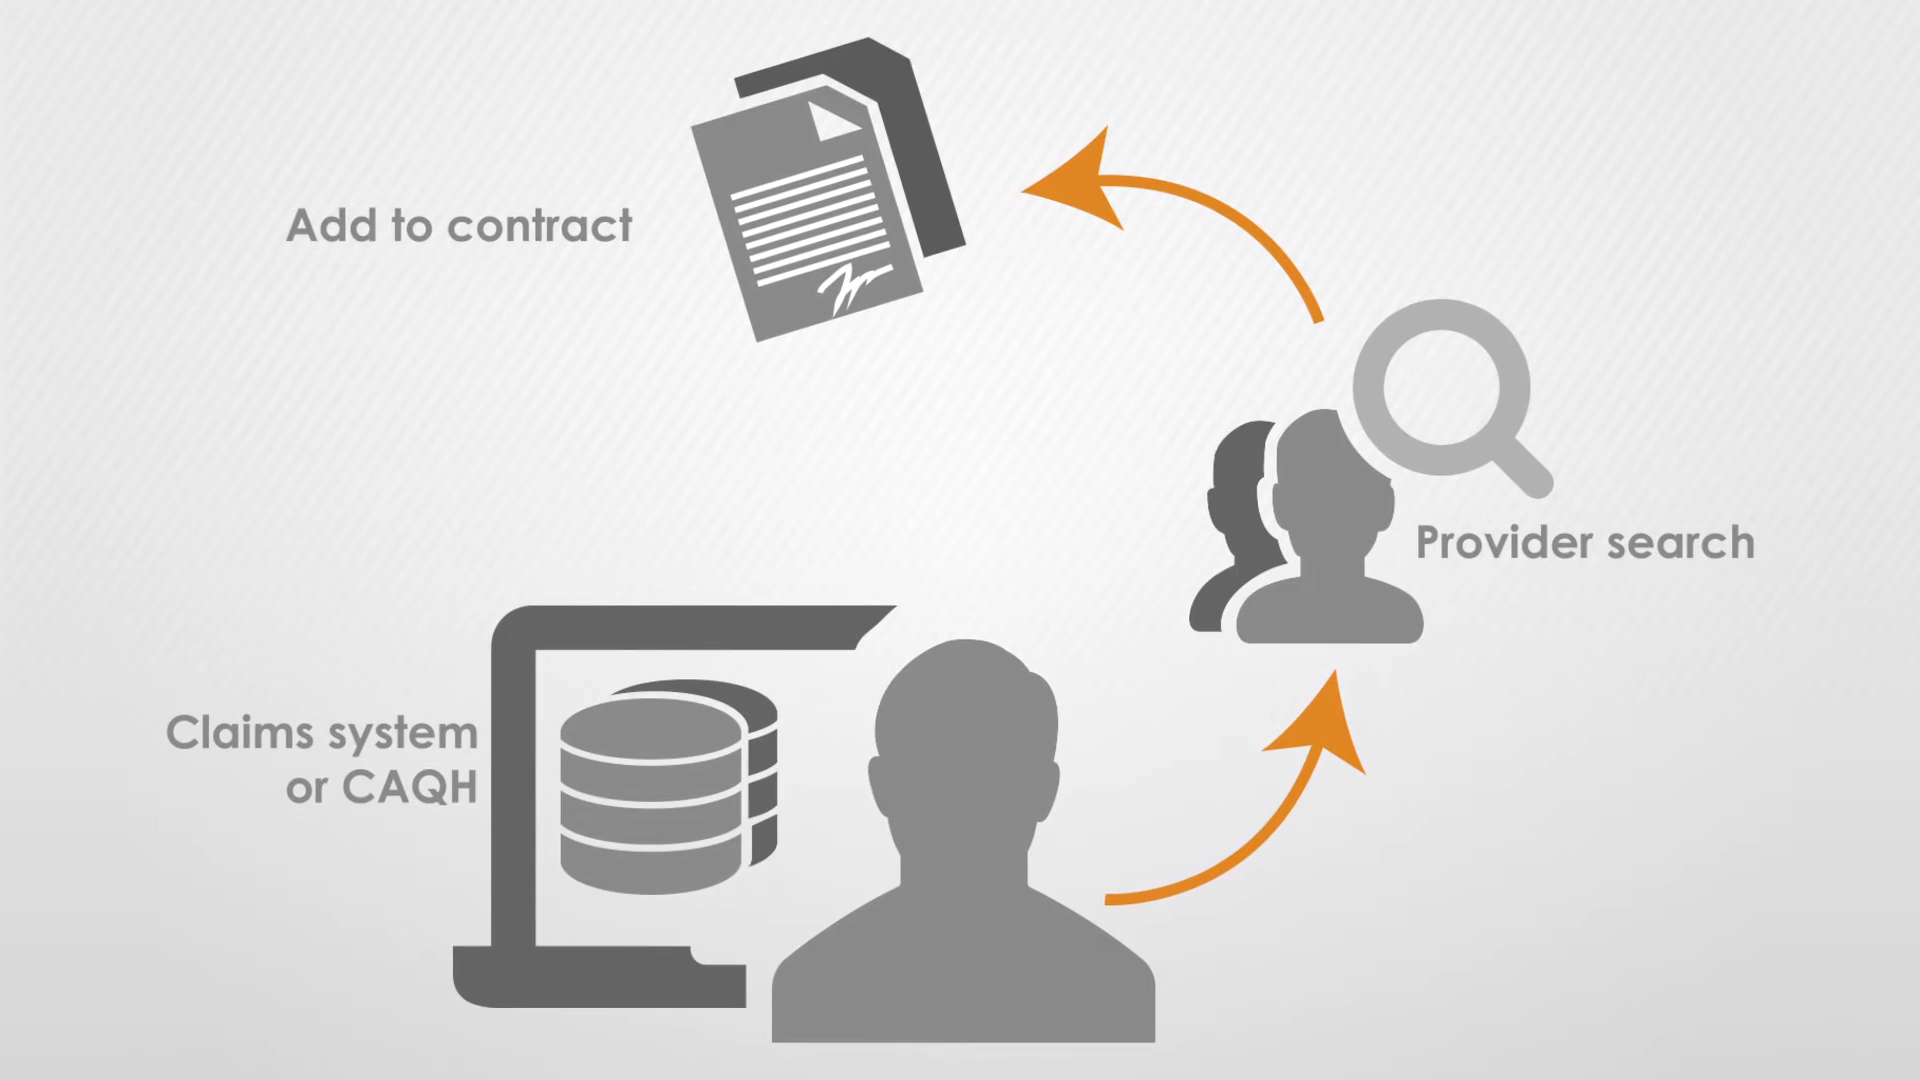 Add to contract
Provider search
Claims system
or CAQH